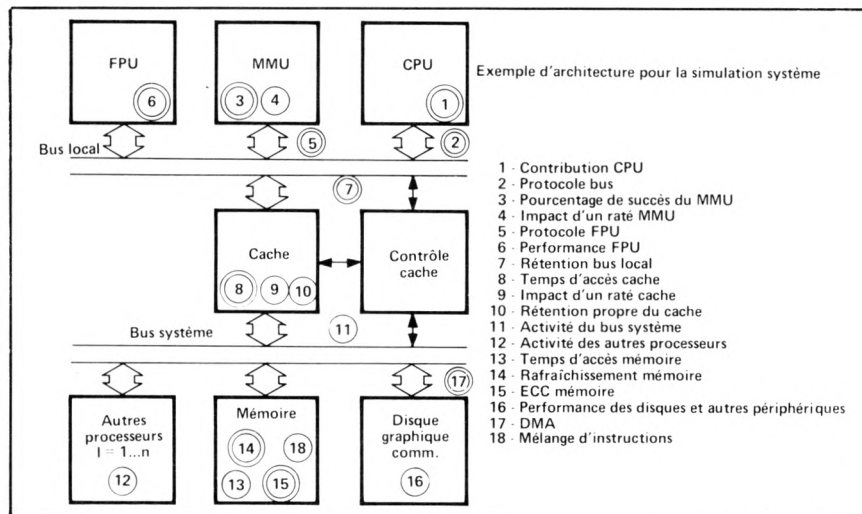 FPU
MMU
CPU
Exemple d'architecture pour la simulation système
6
3
4
1
Bus local
5
2
7
1 - Contribution CPU
2 - Protocole bus
3 - Pourcentage de succès du MMU
4 - Impact d'un raté MMU
5 - Protocole FPU
6 - Performance FPU
7 - Rétention bus local
8 - Temps d'accès cache
9 - Impact d'un raté cache
10 - Rétention propre du cache
11 - Activité du bus système
12 - Activité des autres processeurs
13 - Temps d'accès mémoire
14 - Rafraîchissement mémoire
15 - ECC mémoire
16 - Performance des disques et autres périphériques
17 - DMA
18 - Mélange d'instructions
Cache
8
9
10
Contrôle
cache
Bus système
11
17
Autres
processeurs
I = 1...n
12
Mémoire
14
18
13
15
Disque
graphique
comm.
16